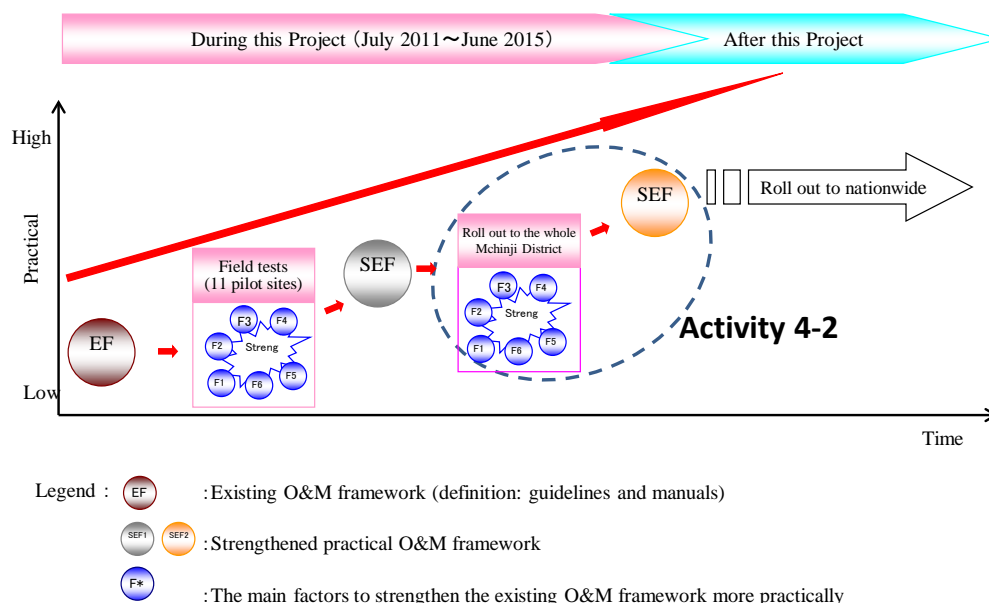 During this Project (July 2011～June 2015)
After this Project
High
Practical
Low
EF
Field tests
(11 pilot sites)
F3
F4
F2
Streng
F1
F6
F5
SEF
Roll out to the whole
Mchinji District
F3
F4
F2
Streng
F1
F6
F5
SEF
Roll out to nationwide
Activity 4-2
Time
Legend :
EF
:Existing O&M framework (definition: guidelines and manuals)
SEF1
SEF2
:Strengthened practical O&M framework
F*
:The main factors to strengthen the existing O&M framework more practically